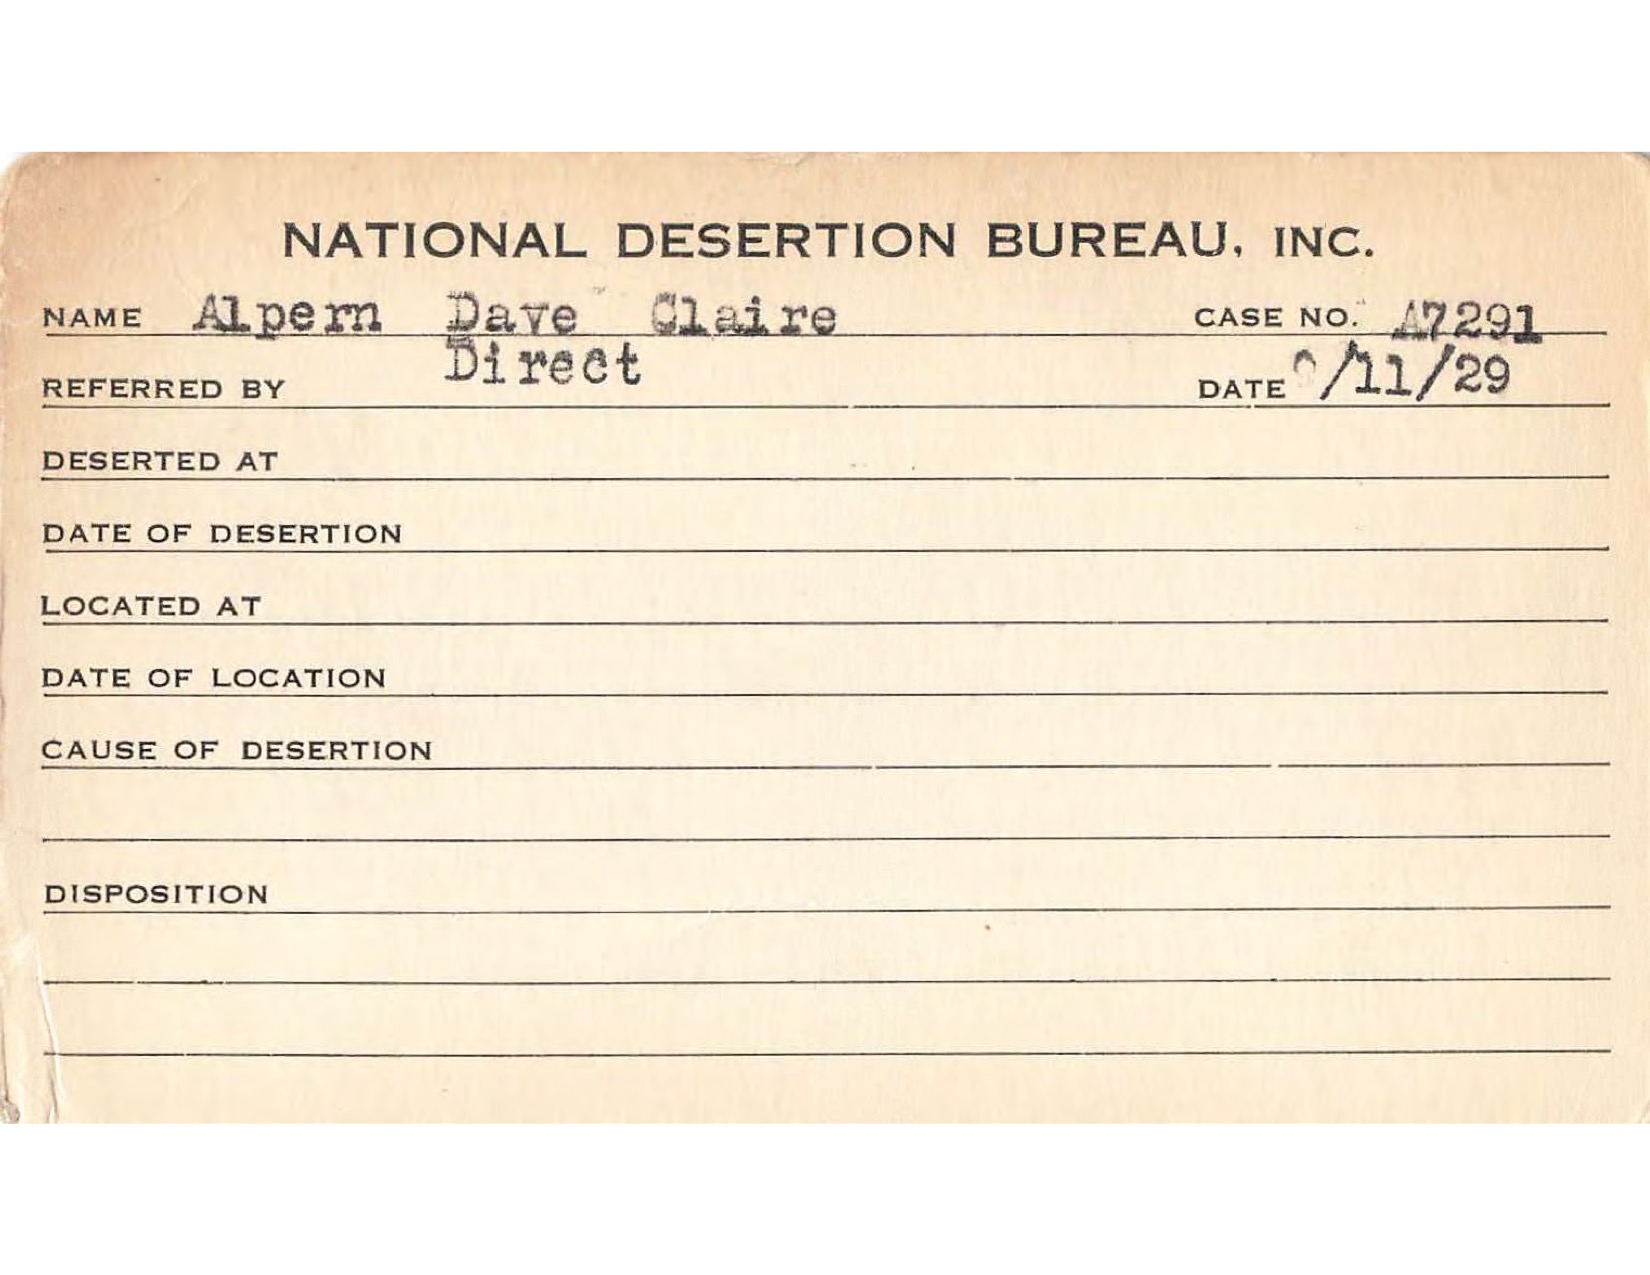 NATIONAL DESERTION BUREAU, INC.
NAME Alpern Dave Claire CASE NO. A7291
REFERRED BY Direct DATE /11/29
DESERTED AT
DATE OF DESERTION
LOCATED AT
DATE OF LOCATION
CAUSE OF DESERTION
DISPOSITION